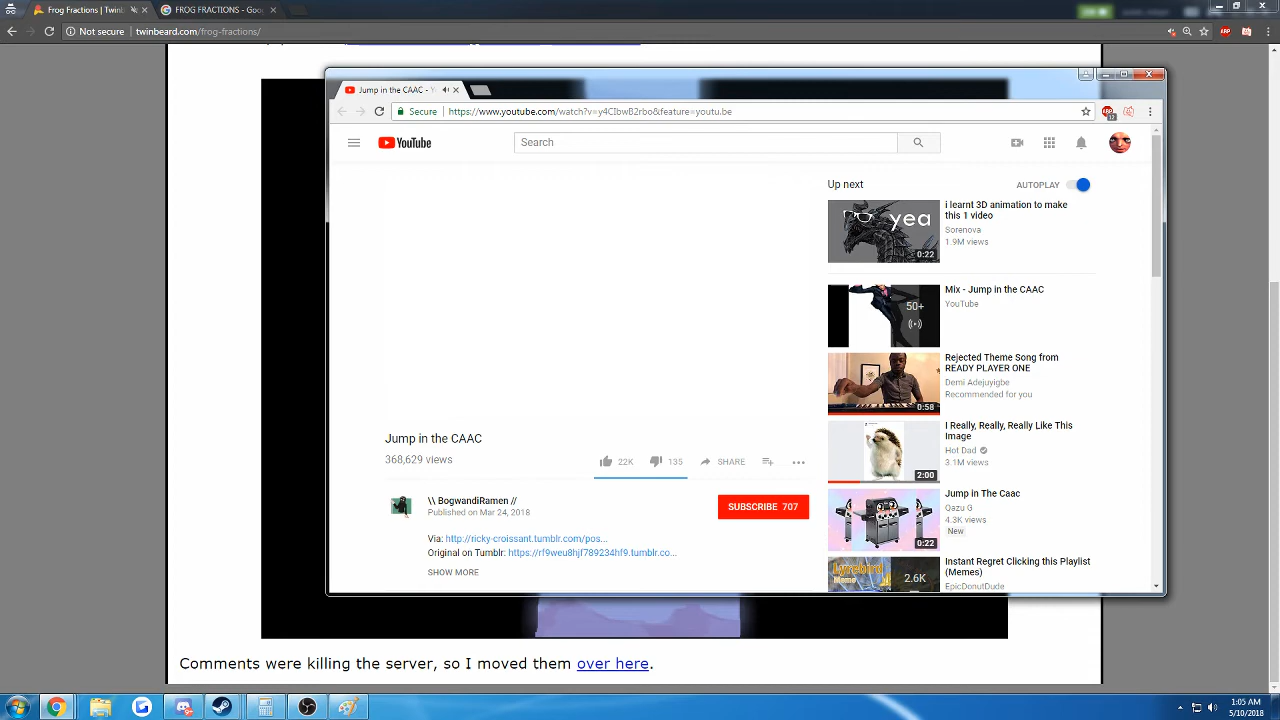 Frog Fractions | Twin
FROG FRACTIONS - Goo
Not secure | twinbeard.com/frog-fractions/
Jump in the CAAC - Y
Secure https://www.youtube.com/watch?v=y4CIbwB2rbo&feature=youtu.be
YouTube
Search
Up next
AUTOPLAY
yea
0:22
i learnt 3D animation to make
this 1 video
Sorenova
1.9M views
50+
Mix - Jump in the CAAC
YouTube
0:58
Rejected Theme Song from
READY PLAYER ONE
Demi Adejuyigbe
Recommended for you
2:00
I Really, Really, Really Like This
Image
Hot Dad
3.1M views
Jump in the CAAC
368,629 views
22K
135
SHARE
\\ BogwandiRamen //
Published on Mar 24, 2018
SUBSCRIBE 707
Via: http://ricky-croissant.tumblr.com/pos...
Original on Tumblr: https://rf9weu8hjf789234hf9.tumblr.co...
SHOW MORE
0:22
Jump in The Caac
Qazu G
4.3K views
New
Lyrebird
Meme
2.6K
Instant Regret Clicking this Playlist
(Memes)
EpicDonutDude
Comments were killing the server, so I moved them over here.
1:05 AM
5/10/2018